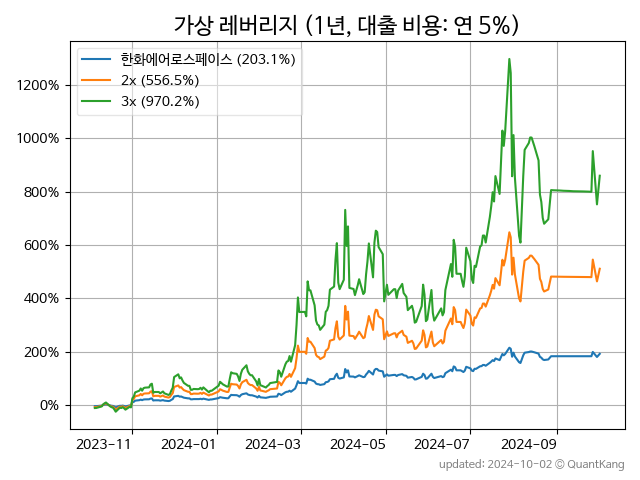 가상 레버리지 (1년, 대출 비용: 연 5%)
한화에어로스페이스 (203.1%)
2x (556.5%)
3x (970.2%)
1200%
1000%
800%
600%
400%
200%
0%
2023-11 2024-01 2024-03 2024-05 2024-07 2024-09
updated: 2024-10-02 © QuantKang